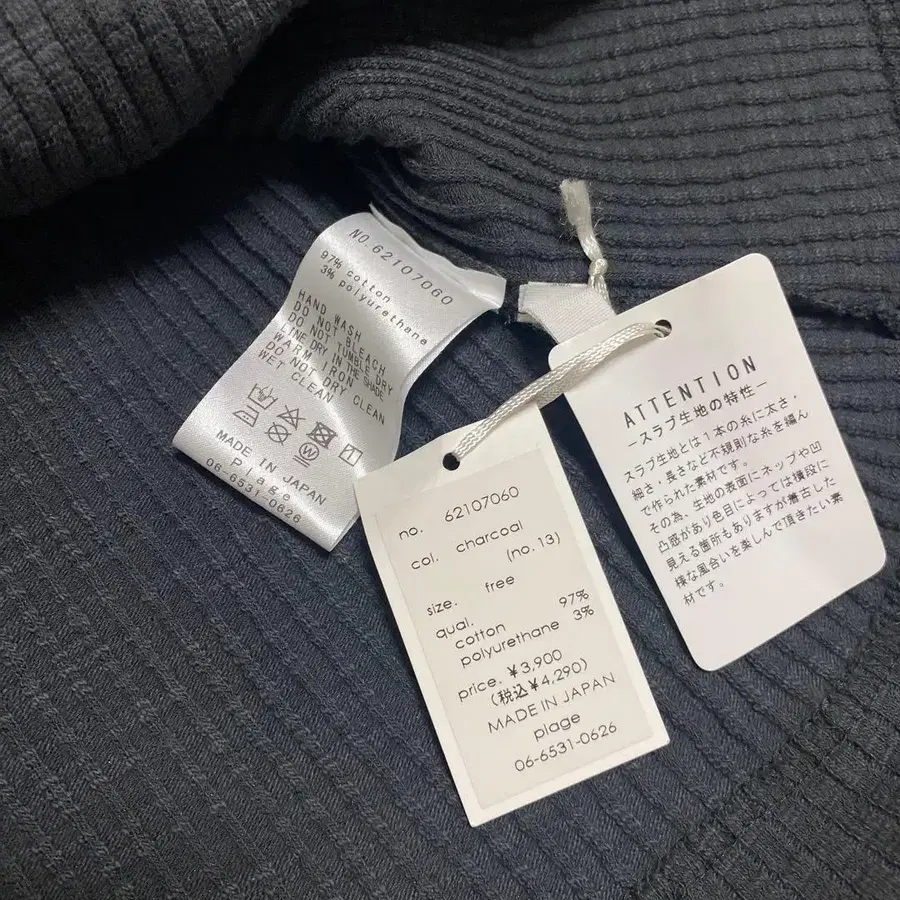 NO.62107060
97% cotton
3% polyurethana
HAND WASH
DO NOT BLEACH
DO NOT TUMBLE DRY
LINE DRY IN THE SHADE
WARM IRON
DO NOT DRY CLEAN
WET CLEAN
W
MADE IN JAPAN
Plage
06-6531-0626
no. 62107060
col. charcoal
(no.13)
size. free
qual.
cotton 97%
polyurethane 3%
price. ¥3,900
(税込¥4,290)
MADE IN JAPAN
plage
06-6531-0626
ATTENTION
―スラブ生地の特性―
スラブ生地とは1本の糸に太さ・
細さ・長さなど不規則な糸を編ん
で作られた素材です。
その為、生地の表面にネップや凹
凸感があり色目によっては横段に
見える箇所もありますが着古した
様な風合いを楽しんで頂きたい素
材です。